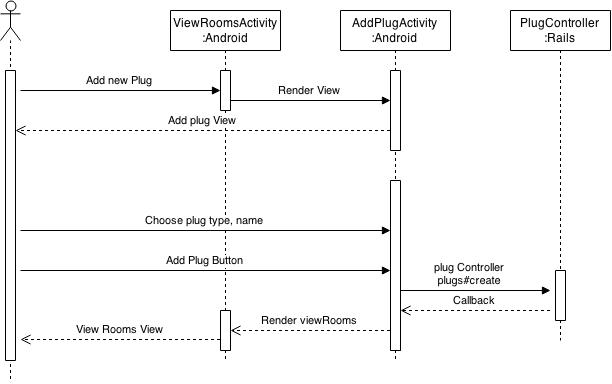 ViewRoomsActivity
:Android
AddPlugActivity
:Android
PlugController
:Rails
Add new Plug
Render View
Add plug View
Choose plug type, name
Add Plug Button
plug Controller
plugs#create
Callback
Render viewRooms
View Rooms View